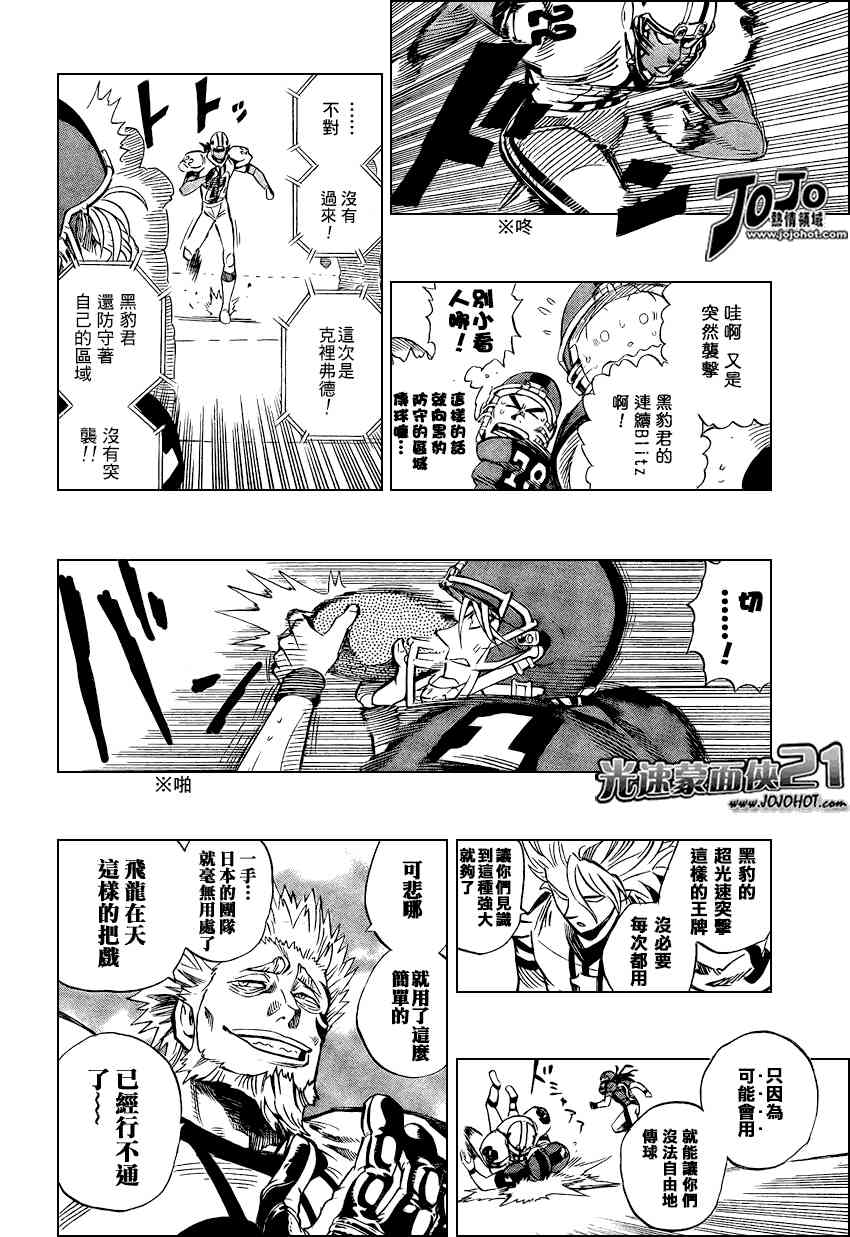 ドドド
※咚
JOJO
熱情領域
www.jojohot.com
哇啊 又是
突然襲擊
黑豹君的
連續Blitz
啊！
別小看
人嘢！
這樣的話
就向黑豹
防守的區域
傳球噻…
78
ドドッ
……
不對
沒有
過來！
這次是
克裡弗德！
黑豹君
還防守著
自己的區域
沒有突
襲!!
切
……！
1
※啪
光速蒙面俠21
www.JOJOHOT.com
黑豹的
超光速突擊
這樣的王牌
沒必要
每次都用
讓你們見識
到這種強大
就夠了
只因為
可能會用
就能讓你們
沒法自由地
傳球
可悲哪
就用了這麼
簡單的
一手…
日本的團隊
就毫無用處了
飛龍在天
這樣的把戲
已經行不通
了～